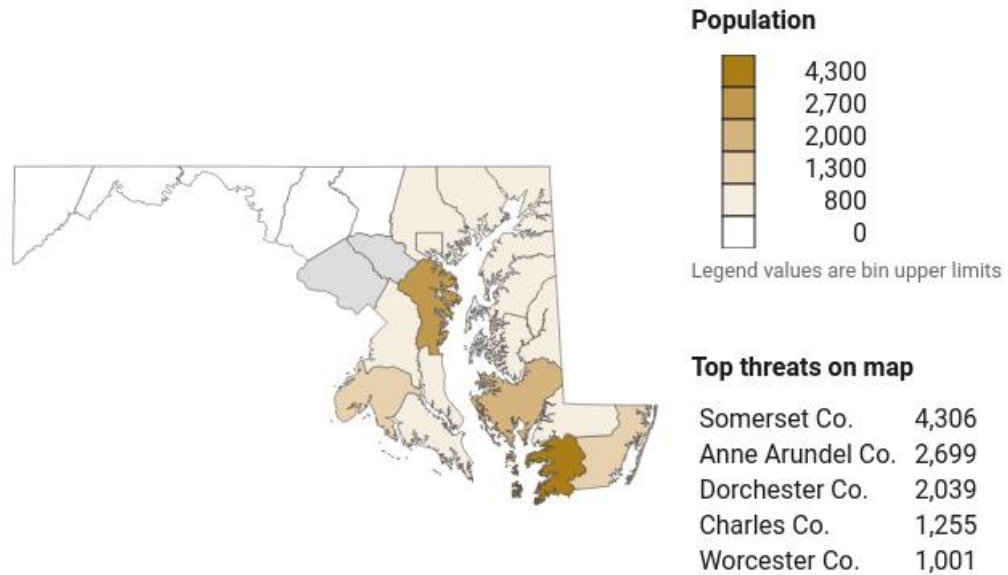 Population
4,300
2,700
2,000
1,300
800
0
Legend values are bin upper limits
Top threats on map
Somerset Co. 4,306
Anne Arundel Co. 2,699
Dorchester Co. 2,039
Charles Co. 1,255
Worcester Co. 1,001